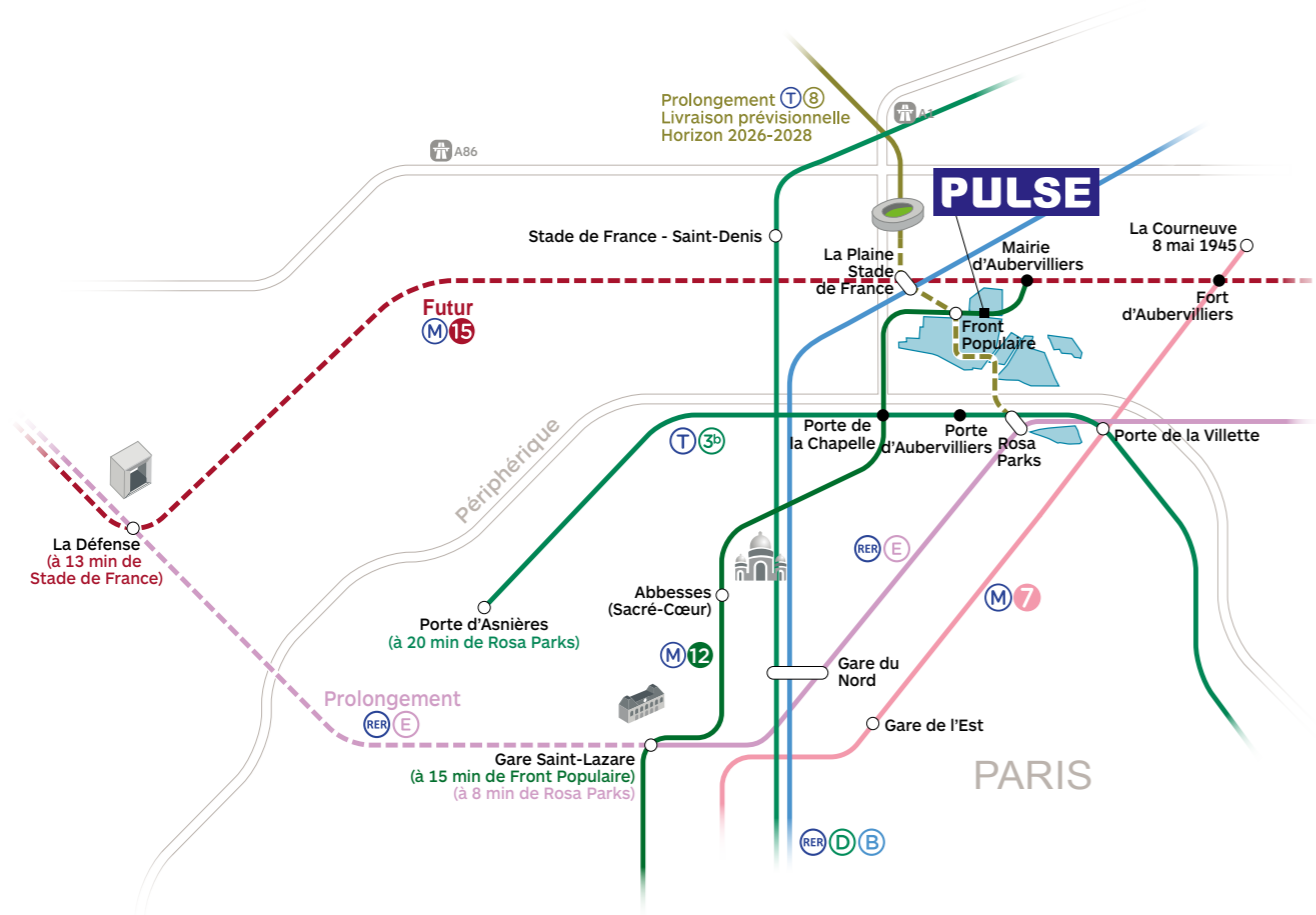 Prolongement T 8
Livraison prévisionnelle
Horizon 2026-2028
A1
A86
PULSE
Stade de France - Saint-Denis
La Plaine
Stade
de France
Mairie
d'Aubervilliers
La Courneuve
8 mai 1945
Futur
M 15
Fort
d'Aubervilliers
Front
Populaire
Périphérique
T 3b
Porte de
la Chapelle
Porte
d'Aubervilliers
Rosa
Parks
Porte de la Villette
La Défense
(à 13 min de
Stade de France)
RER E
Abbesses
(Sacré-Cœur)
M 7
Porte d'Asnières
(à 20 min de Rosa Parks)
M 12
Gare du
Nord
Prolongement
RER E
Gare de l'Est
Gare Saint-Lazare
(à 15 min de Front Populaire)
(à 8 min de Rosa Parks)
PARIS
RER D B